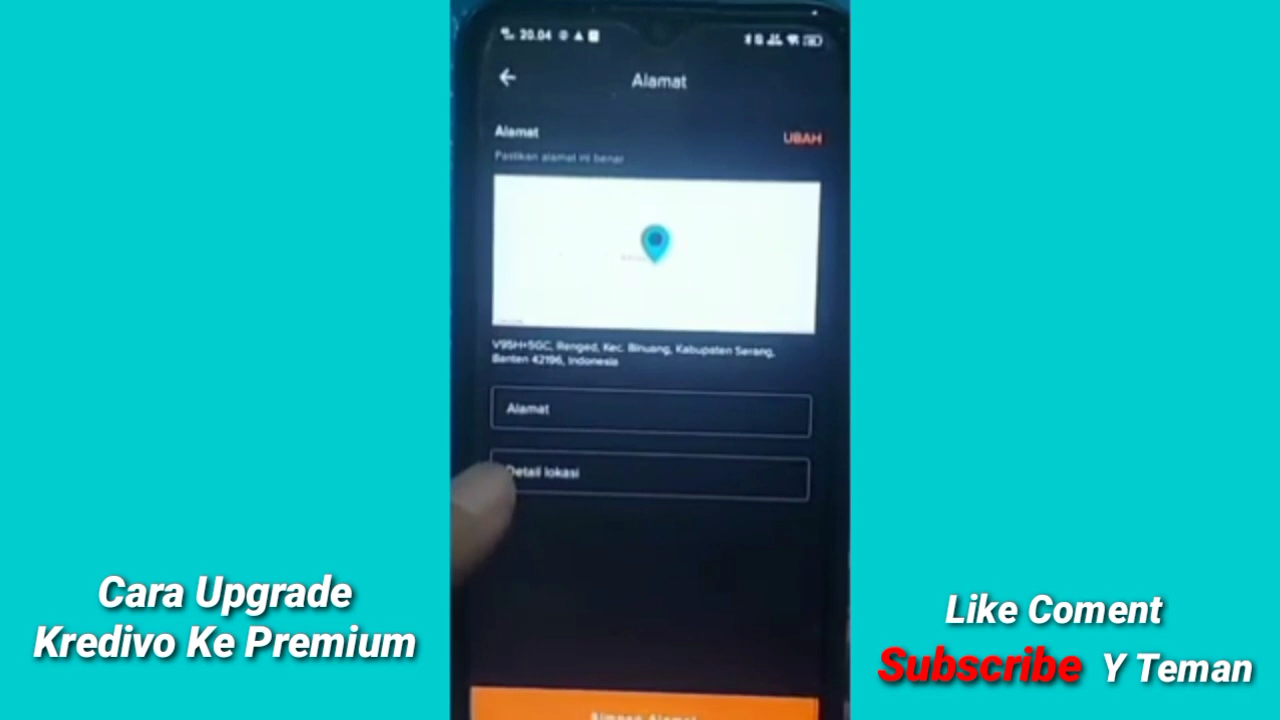 20.04
Alamat
Alamat
UBAH
Pastikan alamat ini benar
V95H+5GC, Renged, Kec. Binuang, Kabupaten Serang,
Banten 42196, Indonesia
Alamat
Detail lokasi
Simpan Alamat
Cara Upgrade
Kredivo Ke Premium
Like Coment
Subscribe Y Teman